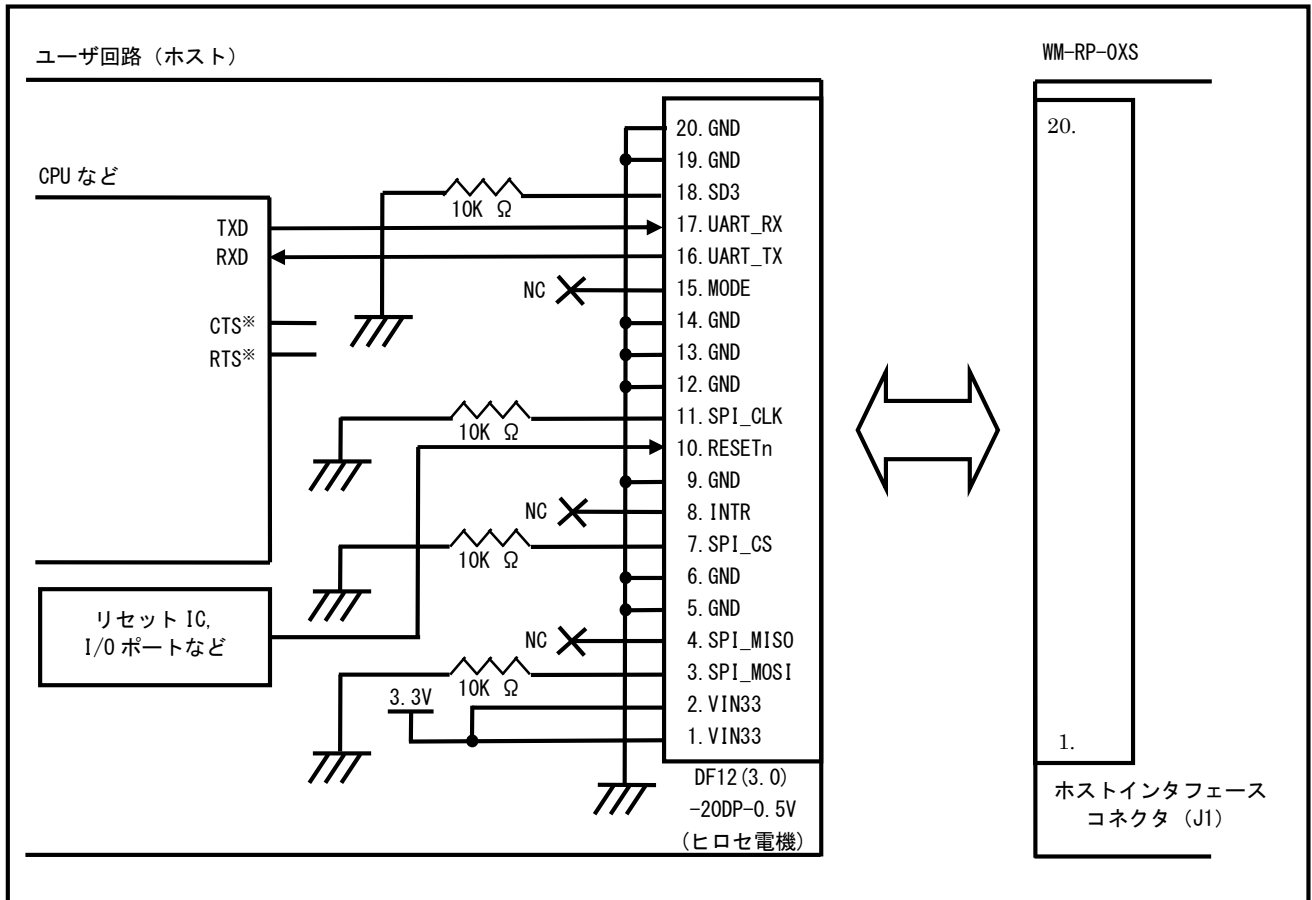 ユーザ回路（ホスト）
WM-RP-0XS
CPU など
TXD
RXD
CTS※
RTS※
リセット IC,
I/O ポートなど
10K Ω
NC
10K Ω
NC
10K Ω
NC
10K Ω
3.3V
20. GND
19. GND
18. SD3
17. UART_RX
16. UART_TX
15. MODE
14. GND
13. GND
12. GND
11. SPI_CLK
10. RESETn
9. GND
8. INTR
7. SPI_CS
6. GND
5. GND
4. SPI_MISO
3. SPI_MOSI
2. VIN33
1. VIN33
DF12(3.0)
-20DP-0.5V
(ヒロセ電機)
20.
1.
ホストインタフェース
コネクタ（J1）